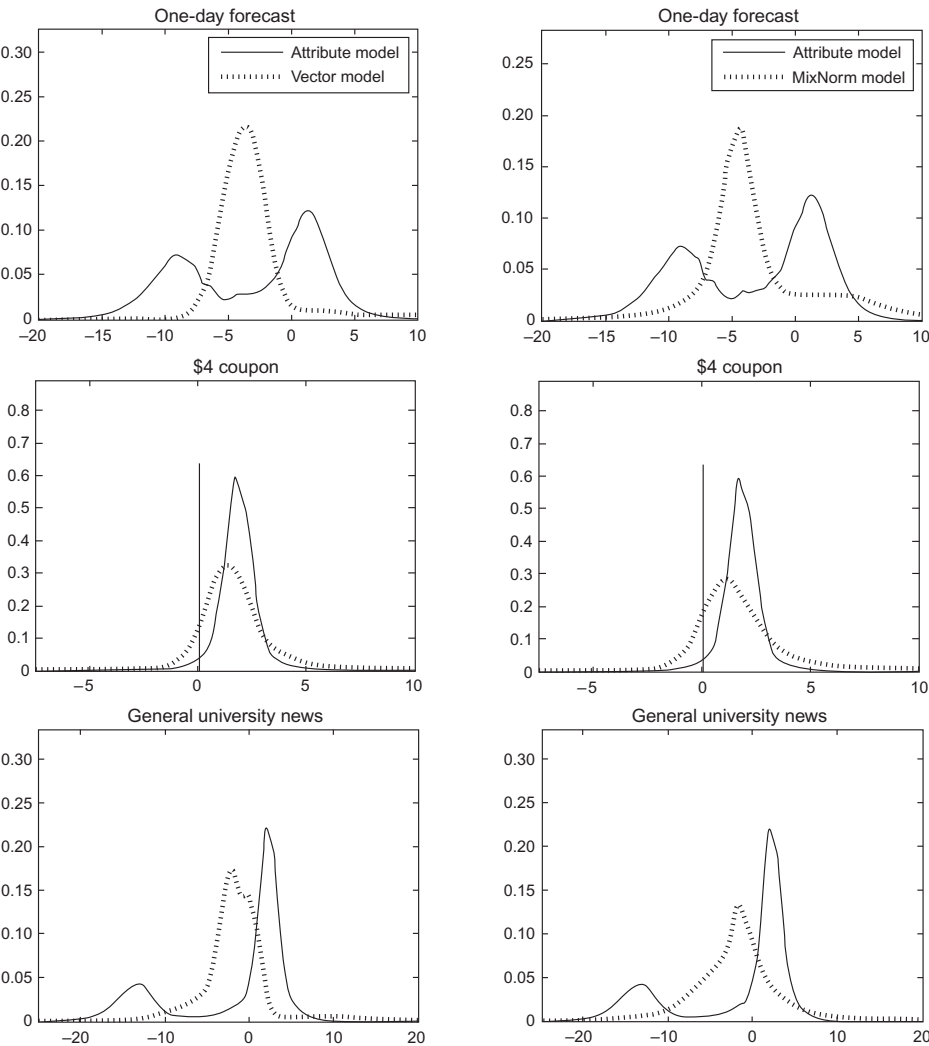 One-day forecast
0.30
0.25
0.20
0.15
0.10
0.05
0
Attribute model
Vector model
–20 –15 –10 –5 0 5 10
One-day forecast
0.25
0.20
0.15
0.10
0.05
0
Attribute model
MixNorm model
–20 –15 –10 –5 0 5 10
$4 coupon
0.8
0.7
0.6
0.5
0.4
0.3
0.2
0.1
0
–5 0 5 10
$4 coupon
0.8
0.7
0.6
0.5
0.4
0.3
0.2
0.1
0
–5 0 5 10
General university news
0.30
0.25
0.20
0.15
0.10
0.05
0
–20 –10 0 10 20
General university news
0.30
0.25
0.20
0.15
0.10
0.05
0
–20 –10 0 10 20